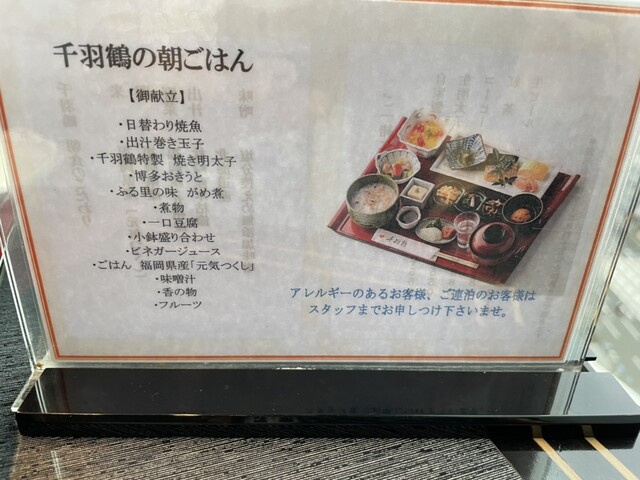 千羽鶴の朝ごはん
【御献立】
・日替わり焼魚
・出汁巻き玉子
・千羽鶴特製 焼き明太子
・博多おきうと
・ふる里の味 がめ煮
・煮物
・一口豆腐
・小鉢盛り合わせ
・ビネガージュース
・ごはん 福岡県産「元気つくし」
・味噌汁
・香の物
・フルーツ
アレルギーのあるお客様、ご連泊のお客様は
スタッフまでお申しつけ下さいませ。